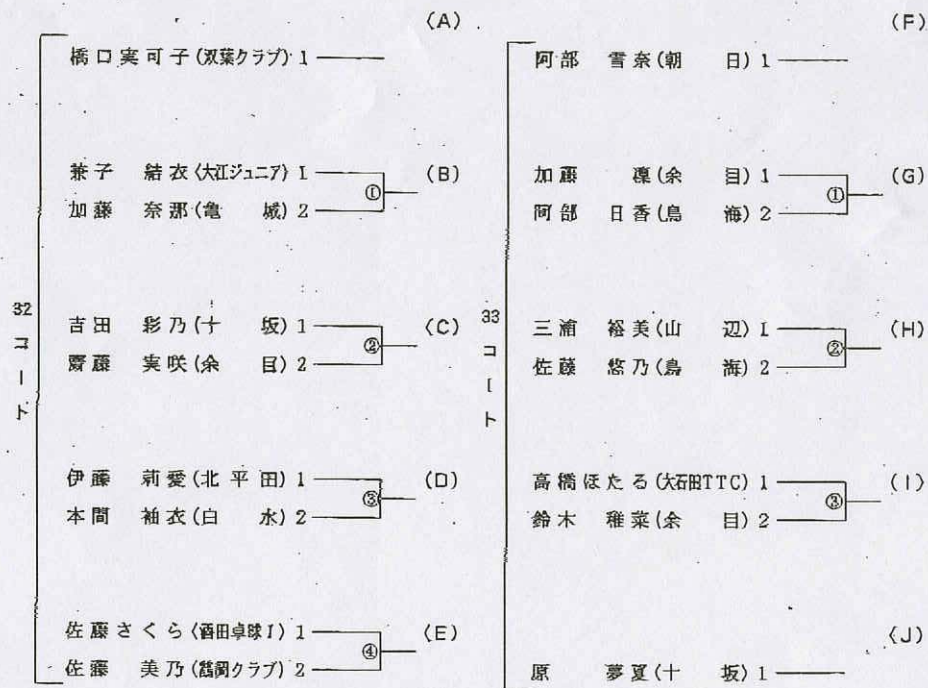 (A)
橋口実可子(双葉クラブ) 1
兼子 結衣(大江ジュニア) 1
① (B)
加藤 奈那(亀 城) 2
吉田 彩乃(十 坂) 1
② (C)
齋藤 実咲(余 目) 2
伊藤 莉愛(北平田) 1
③ (D)
本間 袖衣(白 水) 2
佐藤さくら(酒田卓球I) 1
④ (E)
佐藤 美乃(鶴岡クラブ) 2
32コート
(F)
阿部 雪奈(朝 日) 1
加藤 凜(余 目) 1
① (G)
阿部 日香(鳥 海) 2
三浦 裕美(山 辺) 1
② (H)
佐藤 悠乃(鳥 海) 2
高橋ほたる(大石田TTC) 1
③ (I)
鈴木 稚菜(余 目) 2
(J)
原 夢夏(十 坂) 1
33コート